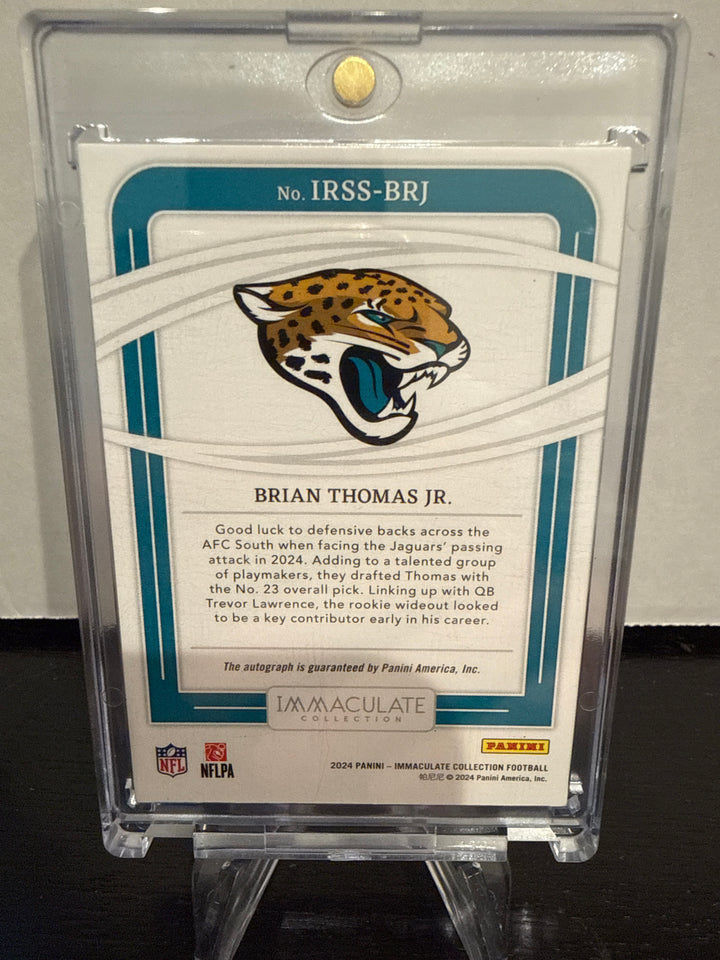 No. IRSS-BRJ
BRIAN THOMAS JR.
Good luck to defensive backs across the
AFC South when facing the Jaguars' passing
attack in 2024. Adding to a talented group
of playmakers, they drafted Thomas with
the No. 23 overall pick. Linking up with QB
Trevor Lawrence, the rookie wideout looked
to be a key contributor early in his career.
The autograph is guaranteed by Panini America, Inc.
IMMACULATE
COLLECTION
PANINI
NFL
NFLPA
2024 PANINI – IMMACULATE COLLECTION FOOTBALL
帕尼尼 © 2024 Panini America, Inc.